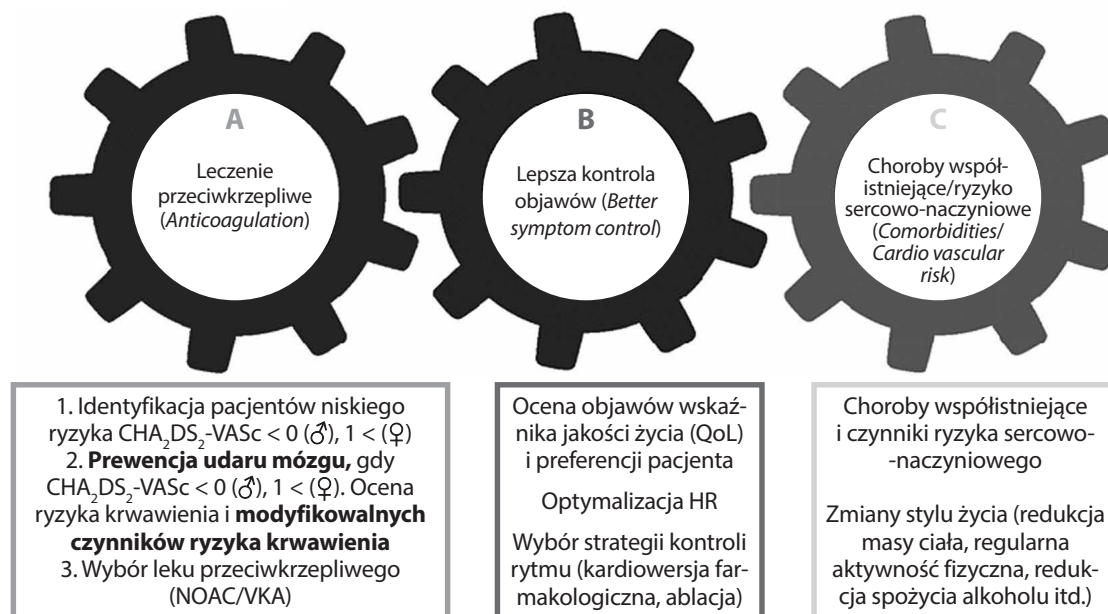 A
Leczenie
przeciwkrzepliwe
(Anticoagulation)
B
Lepsza kontrola
objawów (Better
symptom control)
C
Choroby współ-
istniejące/ryzyko
sercowo-naczyniowe
(Comorbidities/
Cardio vascular
risk)
1. Identyfikacja pacjentów niskiego
ryzyka CHA₂DS₂-VASc < 0 (♂), 1 < (♀)
2. Prewencja udaru mózgu, gdy
CHA₂DS₂-VASc < 0 (♂), 1 < (♀). Ocena
ryzyka krwawienia i modyfikowalnych
czynników ryzyka krwawienia
3. Wybór leku przeciwkrzepliwego
(NOAC/VKA)
Ocena objawów wskaź-
nika jakości życia (QoL)
i preferencji pacjenta
Optymalizacja HR
Wybór strategii kontroli
rytmu (kardiowersja far-
makologiczna, ablacja)
Choroby współistniejące
i czynniki ryzyka sercowo-
-naczyniowego
Zmiany stylu życia (redukcja
masy ciała, regularna
aktywność fizyczna, reduk-
cja spożycia alkoholu itd.)